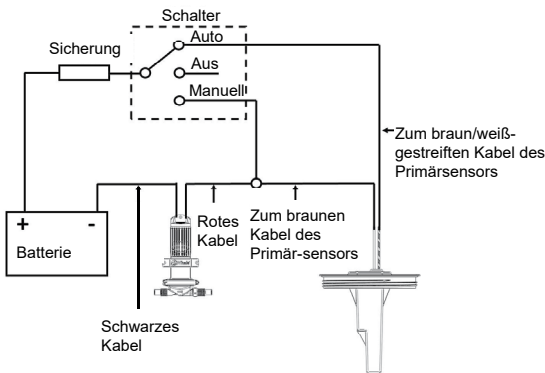 Schalter
Auto
Sicherung
Aus
Manuell
Zum braun/weiß-
gestreiften Kabel des
Primärsensors
+ -
Batterie
Rotes
Kabel
Zum braunen
Kabel des
Primär-sensors
Schwarzes
Kabel